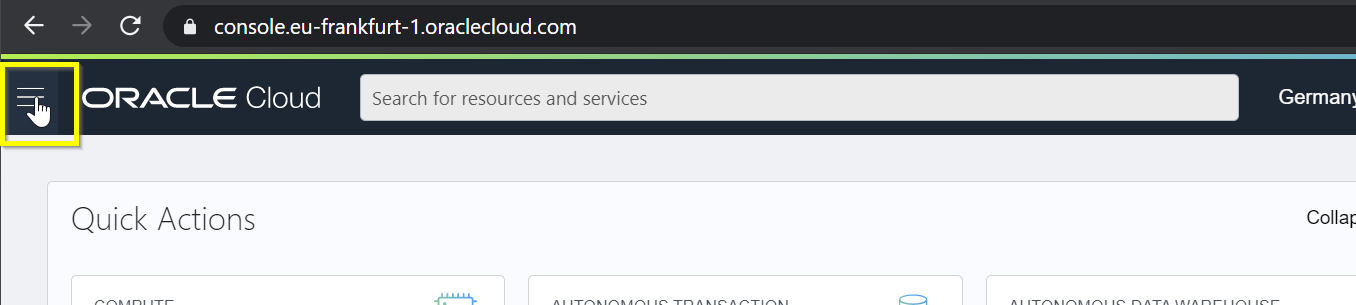 console.eu-frankfurt-1.oraclecloud.com
ORACLE Cloud
Search for resources and services
Germany
Quick Actions
Collap
COMPUTE
AUTONOMOUS TRANSACTION
AUTONOMOUS DATA WAREHOUSE